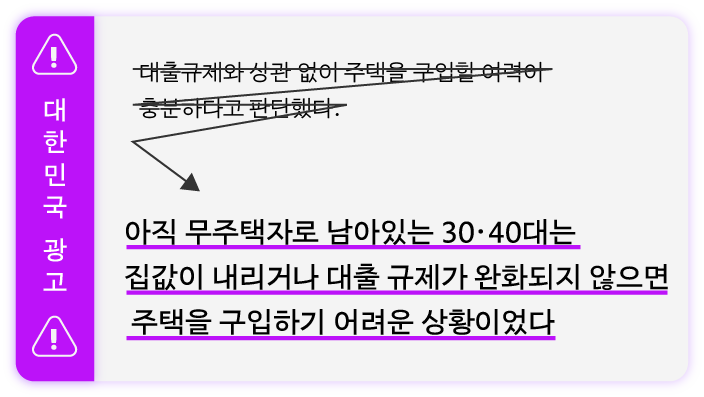 대한민국 광고
대출규제와 상관 없이 주택을 구입할 여력이
충분하다고 판단했다.
아직 무주택자로 남아있는 30·40대는
집값이 내리거나 대출 규제가 완화되지 않으면
주택을 구입하기 어려운 상황이었다